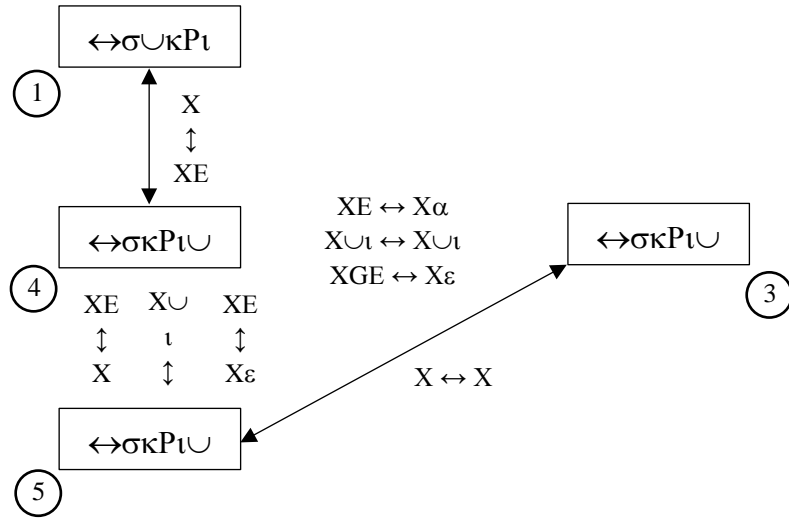 ↔σ∪κPι
1
X
↕
XE
XE ↔ Xα
X∪ι ↔ X∪ι
XGE ↔ Xε
↔σκPι∪
4
↔σκPι∪
3
XE X∪ XE
↕ ι ↕
X ↕ Xε
X ↔ X
↔σκPι∪
5